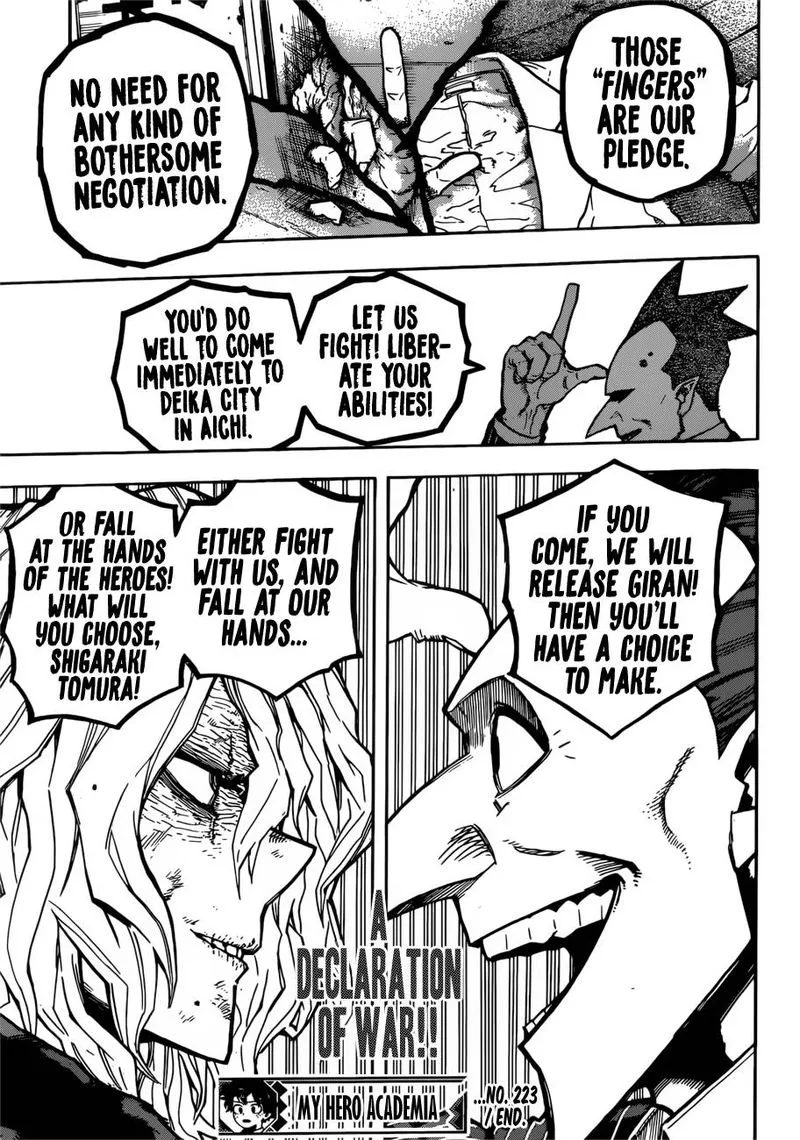 THOSE
"FINGERS"
ARE OUR
PLEDGE.
NO NEED FOR
ANY KIND OF
BOTHERSOME
NEGOTIATION.
LET US
FIGHT! LIBER-
ATE YOUR
ABILITIES!
YOU'D DO
WELL TO COME
IMMEDIATELY TO
DEIKA CITY
IN AICHI.
IF YOU
COME, WE WILL
RELEASE GIRAN!
THEN YOU'LL
HAVE A CHOICE
TO MAKE.
EITHER FIGHT
WITH US, AND
FALL AT OUR
HANDS...
OR FALL
AT THE HANDS
OF THE HEROES!
WHAT WILL
YOU CHOOSE,
SHIGARAKI
TOMURA!
A
DECLARATION
OF WAR!!
MY HERO ACADEMIA
...NO. 223
/ END.